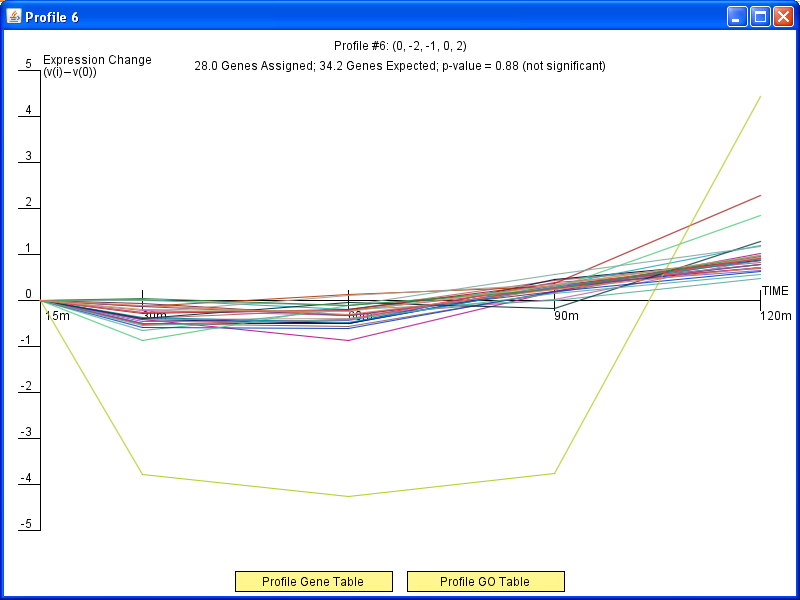 Profile 6
Profile #6: (0, -2, -1, 0, 2)
28.0 Genes Assigned; 34.2 Genes Expected; p-value = 0.88 (not significant)
Expression Change
(v(i)−v(0))
5
4
3
2
1
0
-1
-2
-3
-4
-5
TIME
15m
90m
120m
Profile Gene Table
Profile GO Table